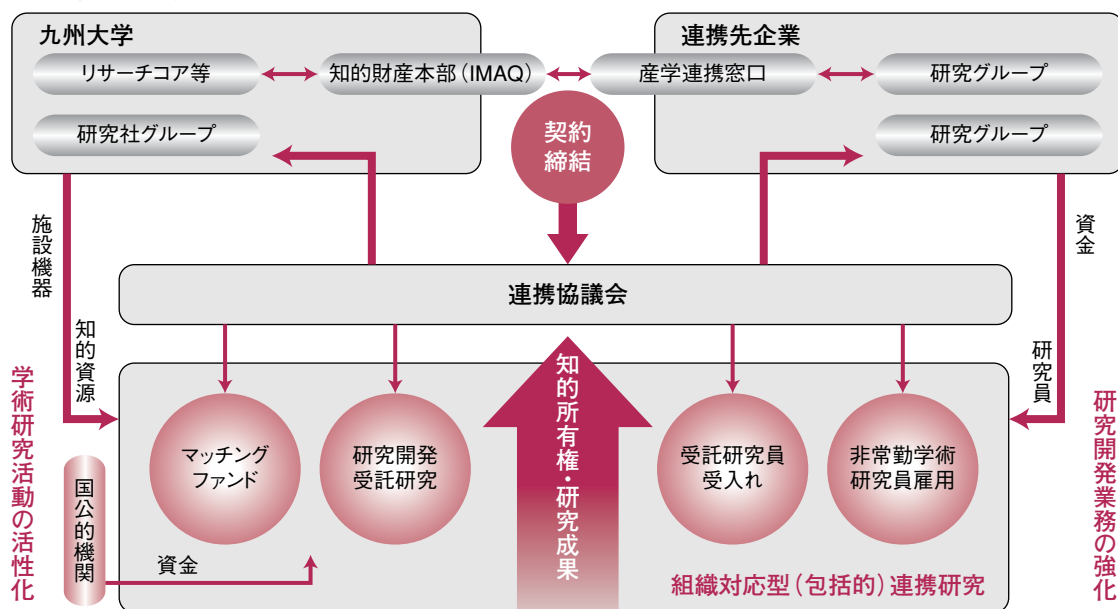 九州大学
リサーチコア等
知的財産本部(IMAQ)
研究社グループ
連携先企業
産学連携窓口
研究グループ
研究グループ
契約
締結
施設機器
知的資源
資金
研究員
連携協議会
学術研究活動の活性化
研究開発業務の強化
マッチング
ファンド
研究開発
受託研究
知的所有権・研究成果
受託研究員
受入れ
非常勤学術
研究員雇用
国公的機関
資金
組織対応型(包括的)連携研究